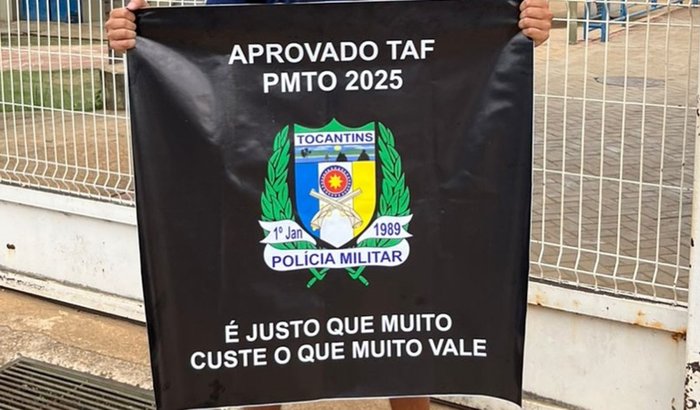 APROVADO TAF
PMTO 2025
TOCANTINS
1º Jan 1989
POLÍCIA MILITAR
É JUSTO QUE MUITO
CUSTE O QUE MUITO VALE